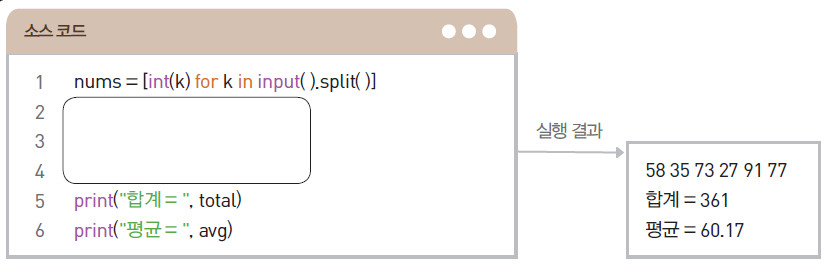 소스 코드
1 nums = [int(k) for k in input( ).split( )]
2
3
4
5 print("합계 = ", total)
6 print("평균 = ", avg)
실행 결과
58 35 73 27 91 77
합계 = 361
평균 = 60.17